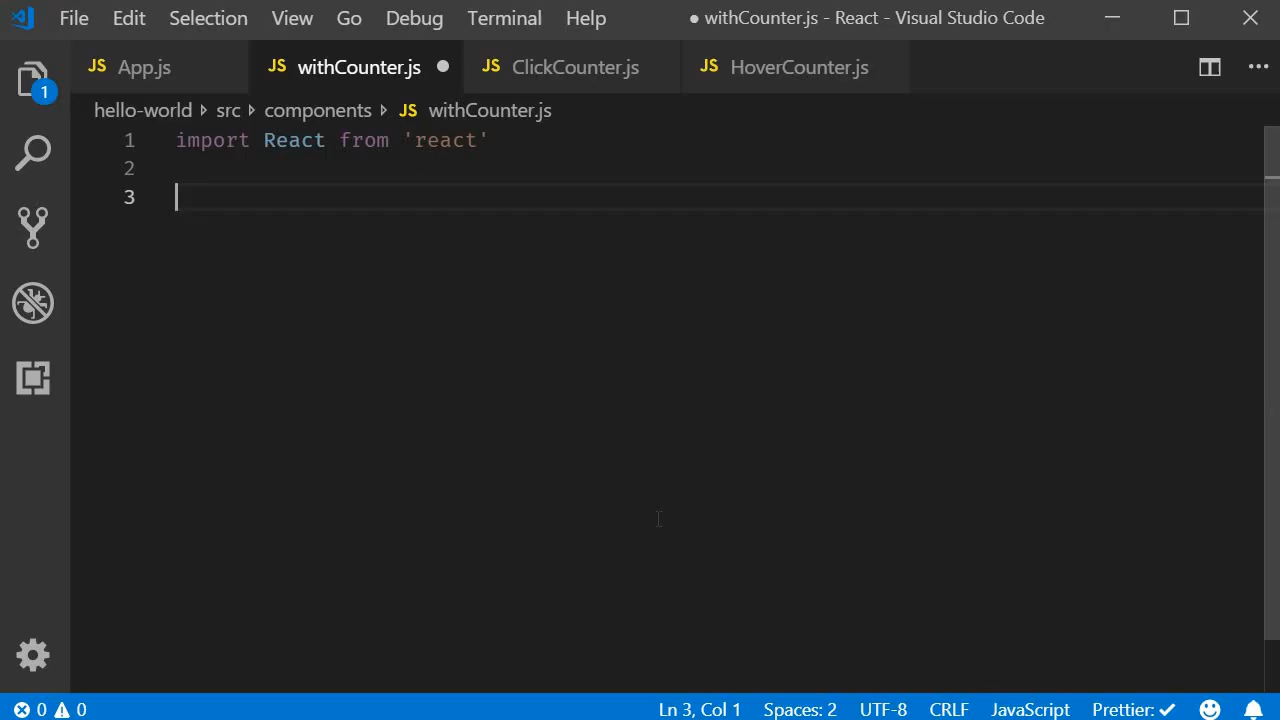 File Edit Selection View Go Debug Terminal Help ● withCounter.js - React - Visual Studio Code
JS App.js JS withCounter.js JS ClickCounter.js JS HoverCounter.js
1
hello-world > src > components > JS withCounter.js
1 import React from 'react'
2
3
0 0 Ln 3, Col 1 Spaces: 2 UTF-8 CRLF JavaScript Prettier: ✓